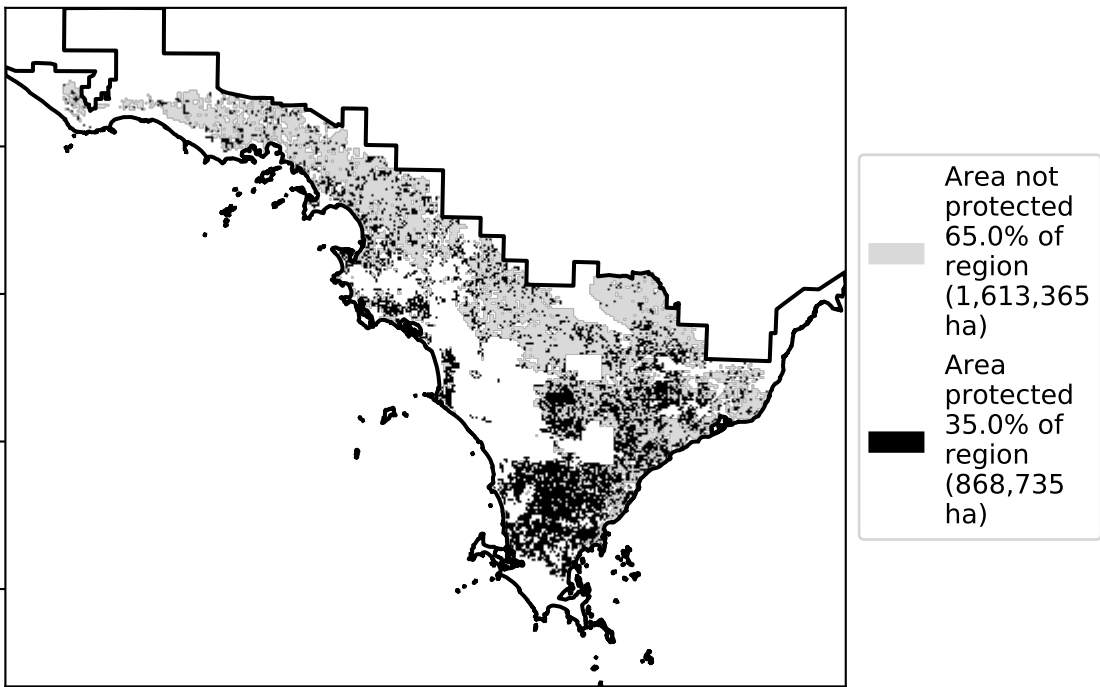 Area not
protected
65.0% of
region
(1,613,365
ha)
Area
protected
35.0% of
region
(868,735
ha)